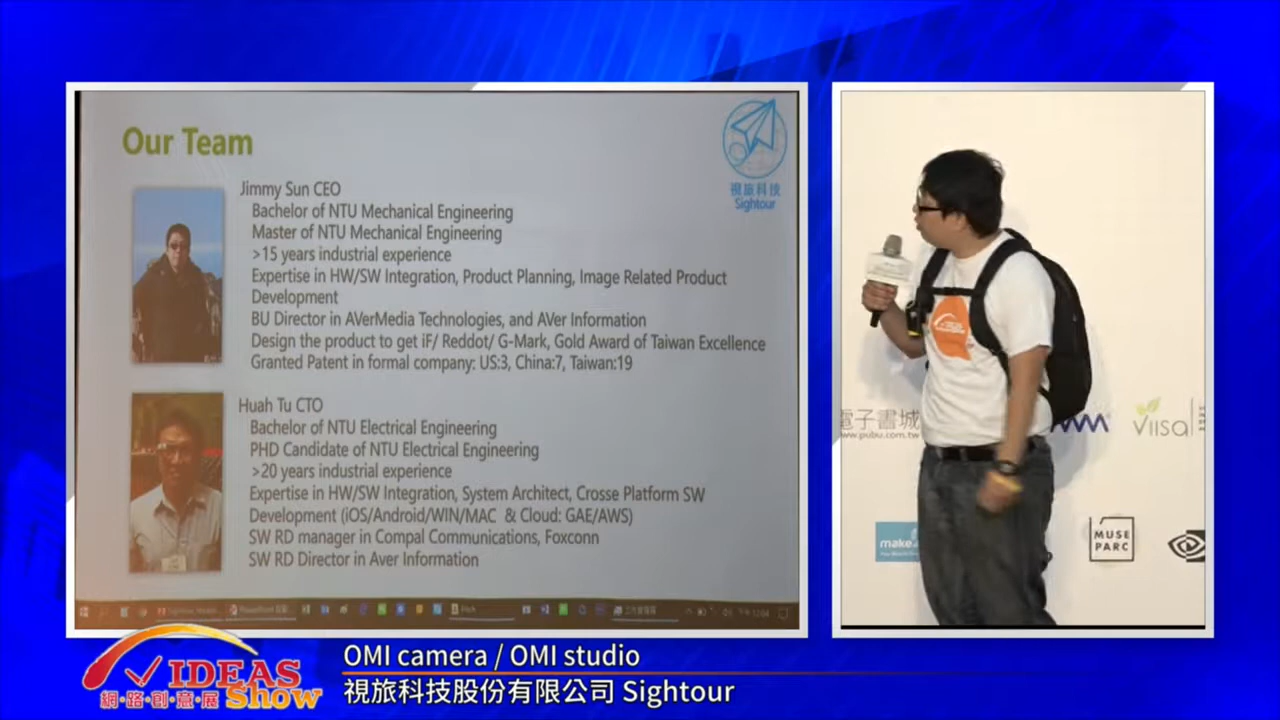 Our Team
視旅科技
Sightour
Jimmy Sun CEO
Bachelor of NTU Mechanical Engineering
Master of NTU Mechanical Engineering
>15 years industrial experience
Expertise in HW/SW Integration, Product Planning, Image Related Product
Development
BU Director in AVerMedia Technologies, and AVer Information
Design the product to get iF/ Reddot/ G-Mark, Gold Award of Taiwan Excellence
Granted Patent in formal company: US:3, China:7, Taiwan:19
Huah Tu CTO
Bachelor of NTU Electrical Engineering
PHD Candidate of NTU Electrical Engineering
>20 years industrial experience
Expertise in HW/SW Integration, System Architect, Crosse Platform SW
Development (iOS/Android/WIN/MAC & Cloud: GAE/AWS)
SW RD manager in Compal Communications, Foxconn
SW RD Director in Aver Information
電子書城
www.pubu.com.tw
viisa
make
MUSE
PARC
IDEAS
網·路·創·意·展
Show
OMI camera / OMI studio
視旅科技股份有限公司 Sightour